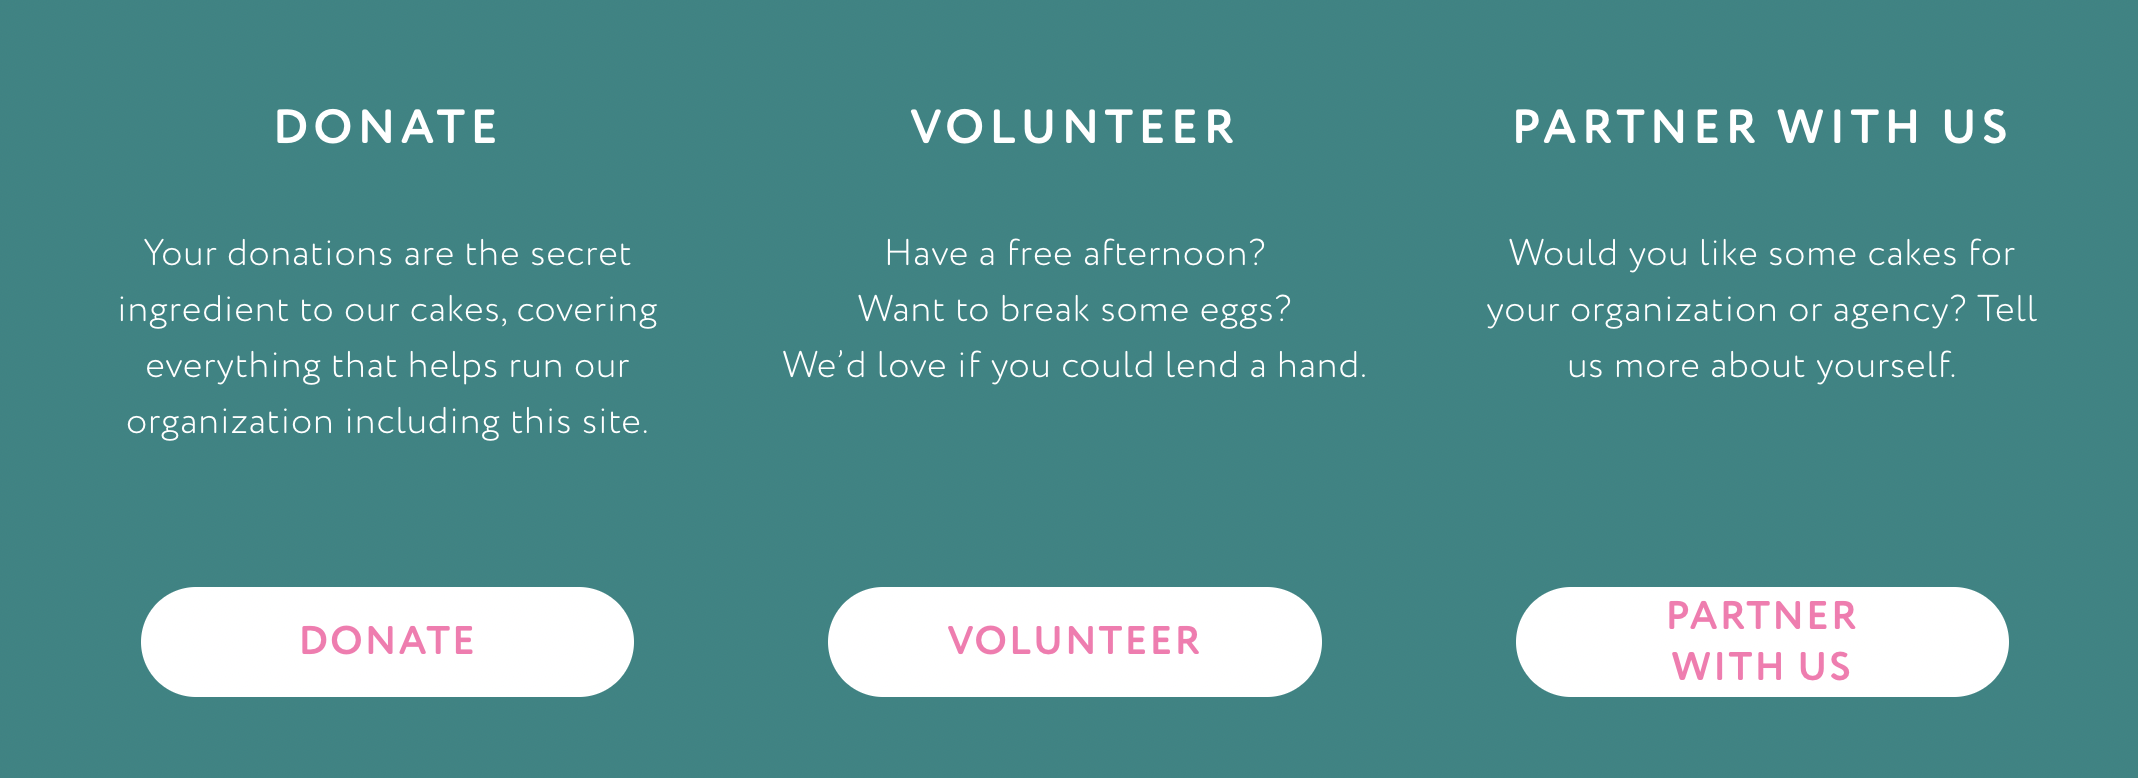 DONATE
Your donations are the secret
ingredient to our cakes, covering
everything that helps run our
organization including this site.
DONATE
VOLUNTEER
Have a free afternoon?
Want to break some eggs?
We’d love if you could lend a hand.
VOLUNTEER
PARTNER WITH US
Would you like some cakes for
your organization or agency? Tell
us more about yourself.
PARTNER
WITH US